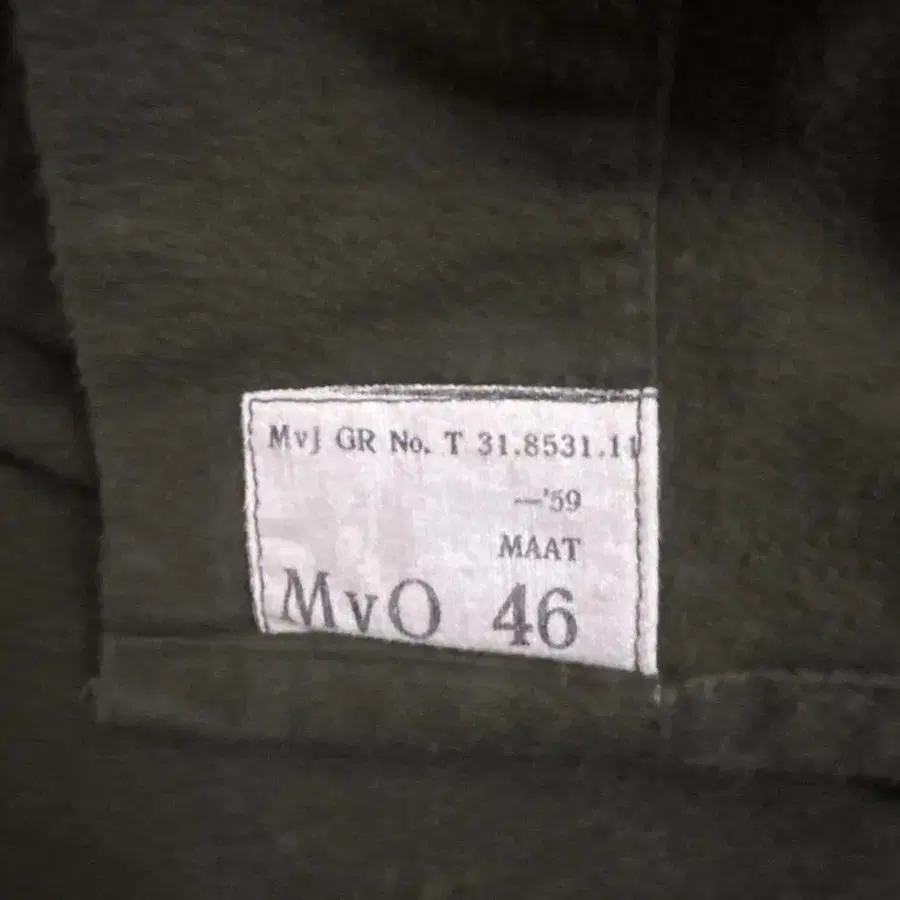 MvJ GR No. T 31.8531.11
—'59
MAAT
MvO 46